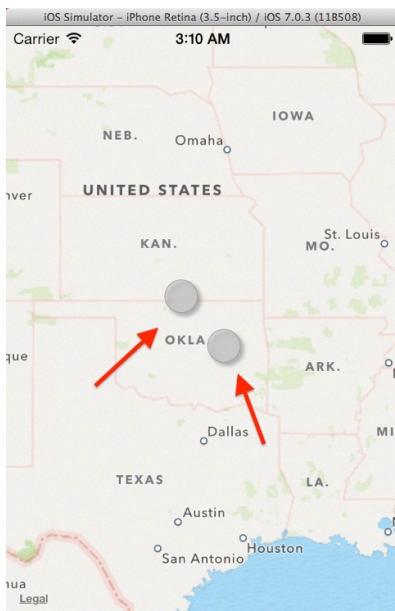 iOS Simulator – iPhone Retina (3.5-inch) / iOS 7.0.3 (11B508)
Carrier 3:10 AM
IOWA
NEB.
Omaha
UNITED STATES
nver
St. Louis
KAN.
MO.
OKLA.
que
ARK.
Dallas
MI
TEXAS
LA.
Austin
Houston
San Antonio
hua
Legal